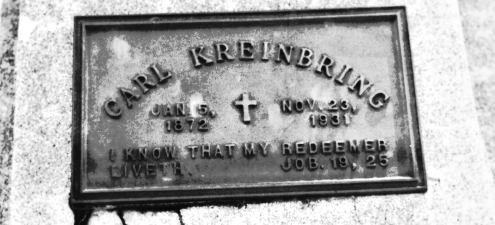 CARL KREINBRING
JAN. 5, NOV. 23,
1872 1931
I KNOW THAT MY REDEEMER
LIVETH. JOB. 19, 25